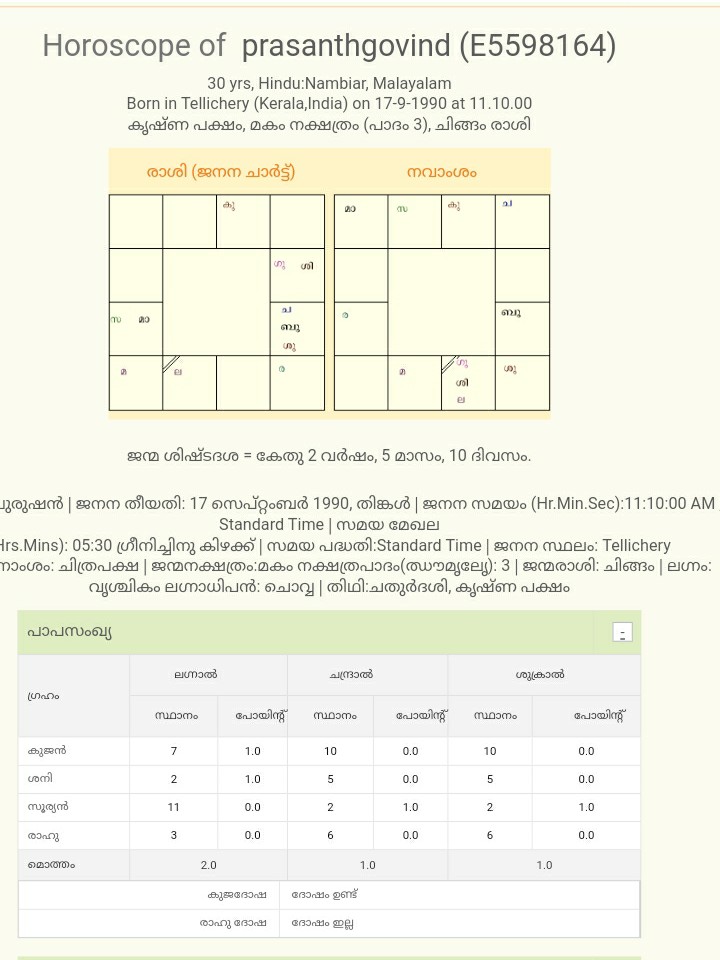 Horoscope of prasanthgovind (E5598164)
30 yrs, Hindu:Nambiar, Malayalam
Born in Tellichery (Kerala,India) on 17-9-1990 at 11.10.00
കൃഷ്ണ പക്ഷം, മകം നക്ഷത്രം (പാദം 3), ചിങ്ങം രാശി
രാശി (ജനന ചാർട്ട്) നവാംശം
കു മാ സ കു ച
ഗു ശി
സ മാ ച ബു ശു ര ബു
മ ല ര മ ഗു ശി ല ശു
ജന്മ ശിഷ്ടദശ = കേതു 2 വർഷം, 5 മാസം, 10 ദിവസം.
പുരുഷൻ | ജനന തീയതി: 17 സെപ്റ്റംബർ 1990, തിങ്കൾ | ജനന സമയം (Hr.Min.Sec):11:10:00 AM
Standard Time | സമയ മേഖല
Hrs.Mins): 05:30 ഗ്രീനിച്ചിനു കിഴക്ക് | സമയ പദ്ധതി:Standard Time | ജനന സ്ഥലം: Tellichery
നാംശം: ചിത്രപക്ഷ | ജന്മനക്ഷത്രം:മകം നക്ഷത്രപാദം(ഝൗമൃല്യേ): 3 | ജന്മരാശി: ചിങ്ങം | ലഗ്നം:
വൃശ്ചികം ലഗ്നാധിപൻ: ചൊവ്വ | തിഥി:ചതുർദശി, കൃഷ്ണ പക്ഷം
പാപസംഖ്യ -
ഗ്രഹം ലഗ്നാൽ ചന്ദ്രാൽ ശുക്രാൽ
സ്ഥാനം പോയിന്റ് സ്ഥാനം പോയിന്റ് സ്ഥാനം പോയിന്റ്
കുജൻ 7 1.0 10 0.0 10 0.0
ശനി 2 1.0 5 0.0 5 0.0
സൂര്യൻ 11 0.0 2 1.0 2 1.0
രാഹു 3 0.0 6 0.0 6 0.0
മൊത്തം 2.0 1.0 1.0
കുജദോഷ ദോഷം ഉണ്ട്
രാഹു ദോഷ ദോഷം ഇല്ല